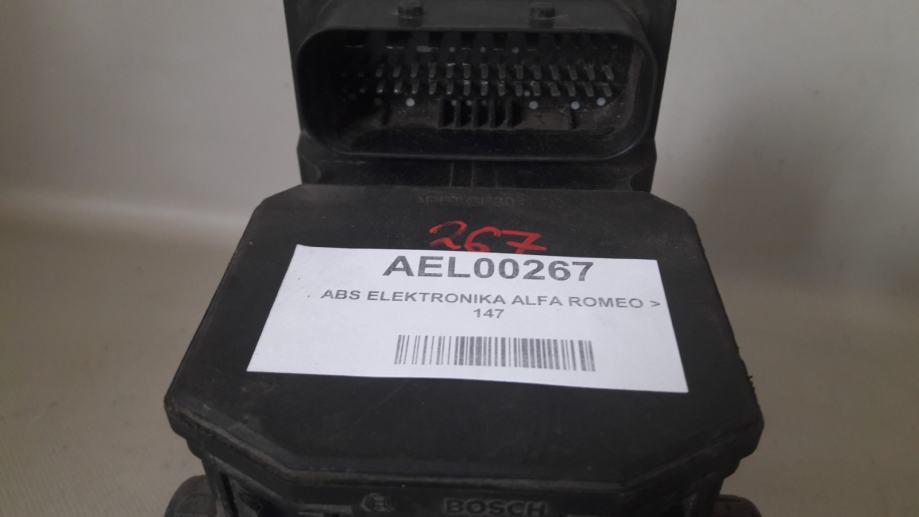 267
AEL00267
ABS ELEKTRONIKA ALFA ROMEO >
147
BOSCH